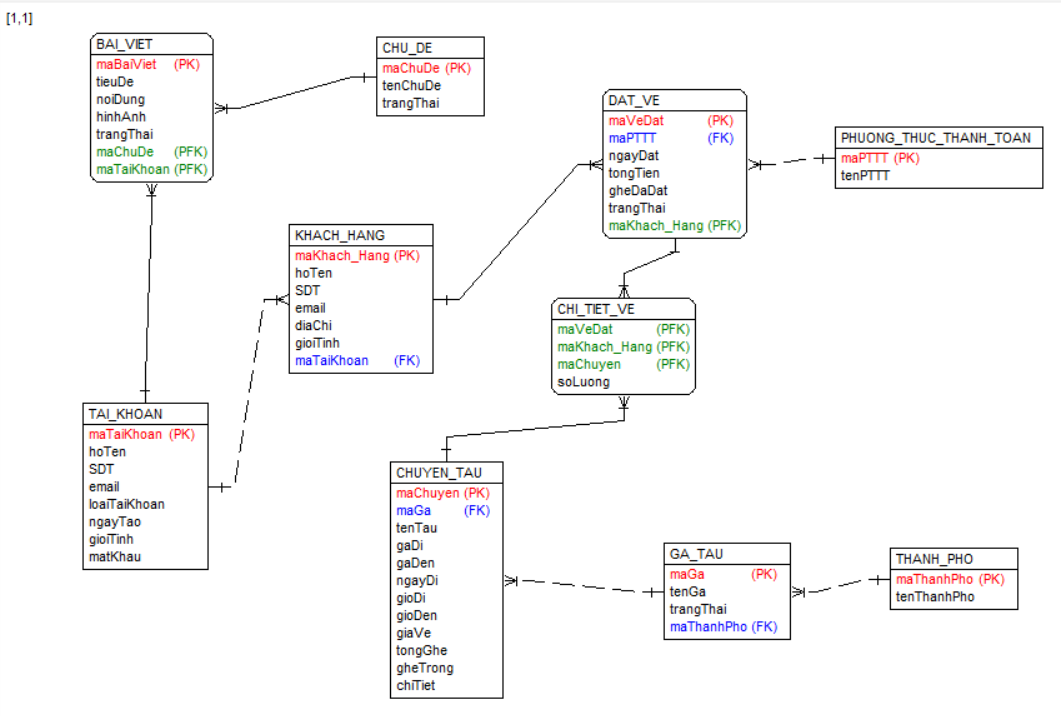 [1,1]
BAI_VIET
maBaiViet (PK)
tieuDe
noiDung
hinhAnh
trangThai
maChuDe (PFK)
maTaiKhoan (PFK)
CHU_DE
maChuDe (PK)
tenChuDe
trangThai
DAT_VE
maVeDat (PK)
maPTTT (FK)
ngayDat
tongTien
gheDaDat
trangThai
maKhach_Hang (PFK)
PHUONG_THUC_THANH_TOAN
maPTTT (PK)
tenPTTT
KHACH_HANG
maKhach_Hang (PK)
hoTen
SDT
email
diaChi
gioiTinh
maTaiKhoan (FK)
CHI_TIET_VE
maVeDat (PFK)
maKhach_Hang (PFK)
maChuyen (PFK)
soLuong
TAI_KHOAN
maTaiKhoan (PK)
hoTen
SDT
email
loaiTaiKhoan
ngayTao
gioiTinh
matKhau
CHUYEN_TAU
maChuyen (PK)
maGa (FK)
tenTau
gaDi
gaDen
ngayDi
gioDi
gioDen
giaVe
tongGhe
gheTrong
chiTiet
GA_TAU
maGa (PK)
tenGa
trangThai
maThanhPho (FK)
THANH_PHO
maThanhPho (PK)
tenThanhPho